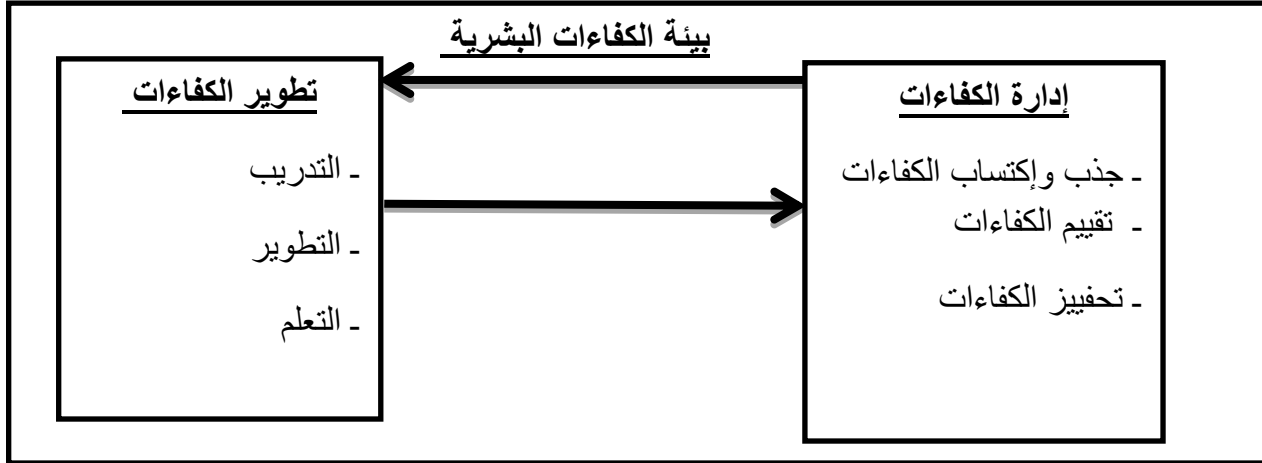 بيئة الكفاءات البشرية
إدارة الكفاءات
ـ جذب وإكتساب الكفاءات
ـ تقييم الكفاءات
ـ تحفييز الكفاءات
تطوير الكفاءات
ـ التدريب
ـ التطوير
ـ التعلم